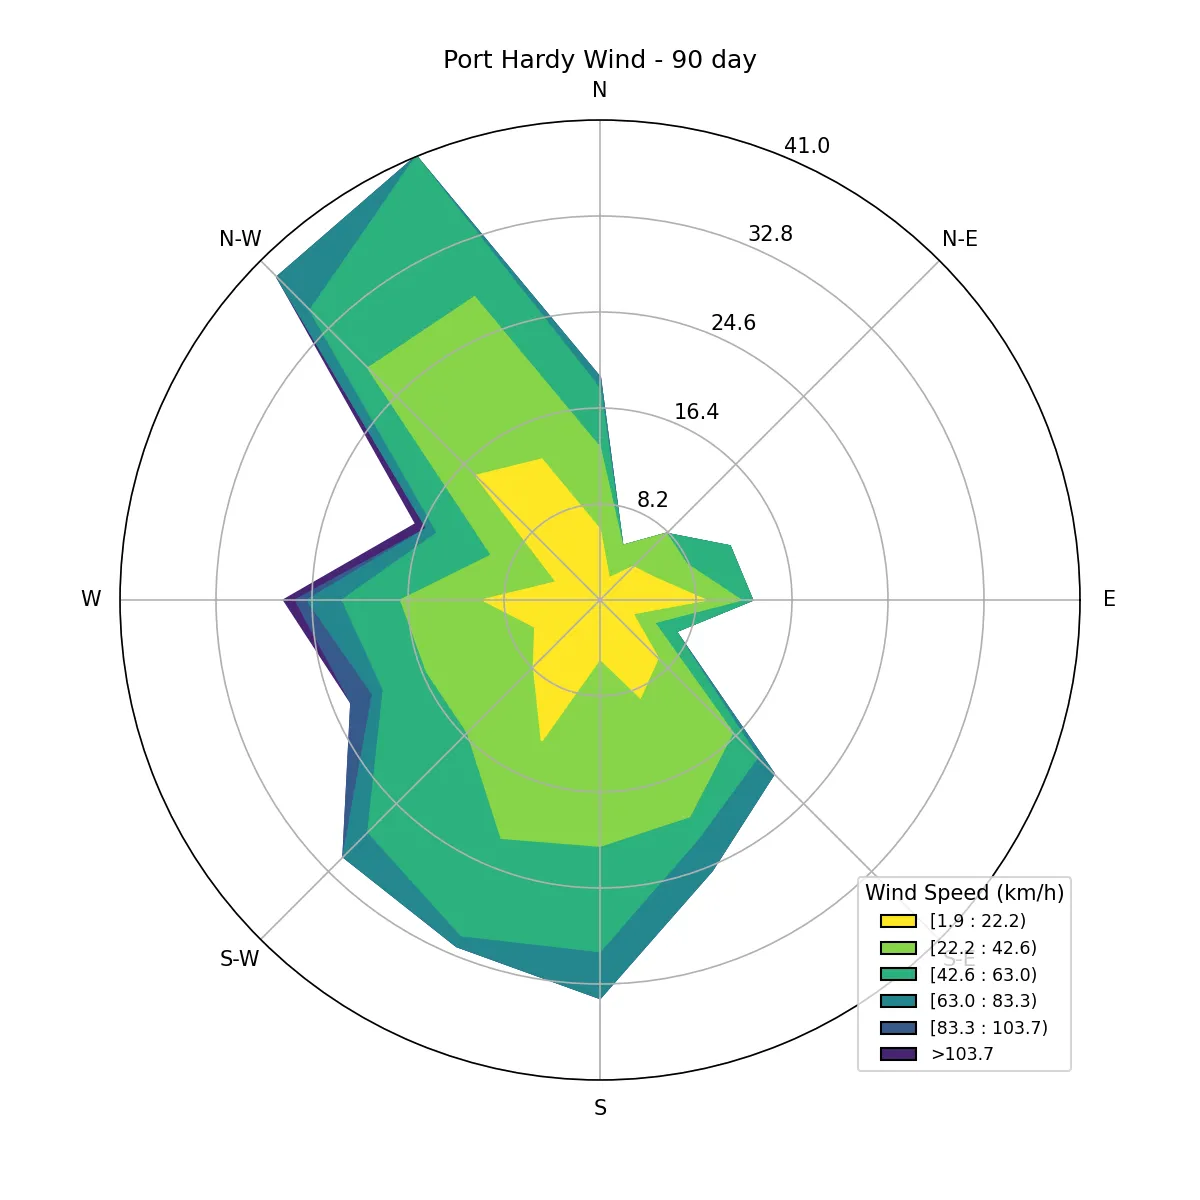 Port Hardy Wind - 90 day
N
41.0
N-W
32.8
N-E
24.6
16.4
8.2
W
E
Wind Speed (km/h)
[1.9 : 22.2)
[22.2 : 42.6)
S-W
S-E
[42.6 : 63.0)
[63.0 : 83.3)
[83.3 : 103.7)
>103.7
S